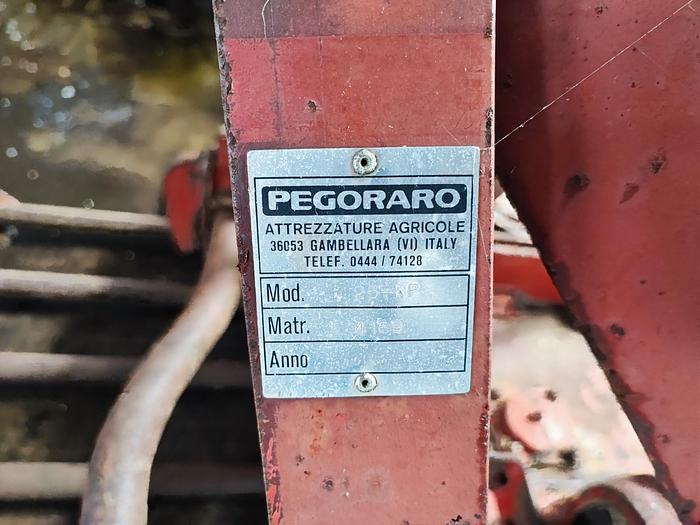 PEGORARO
ATTREZZATURE AGRICOLE
36053 GAMBELLARA (VI) ITALY
TELEF. 0444/74128
Mod.
Matr.
Anno